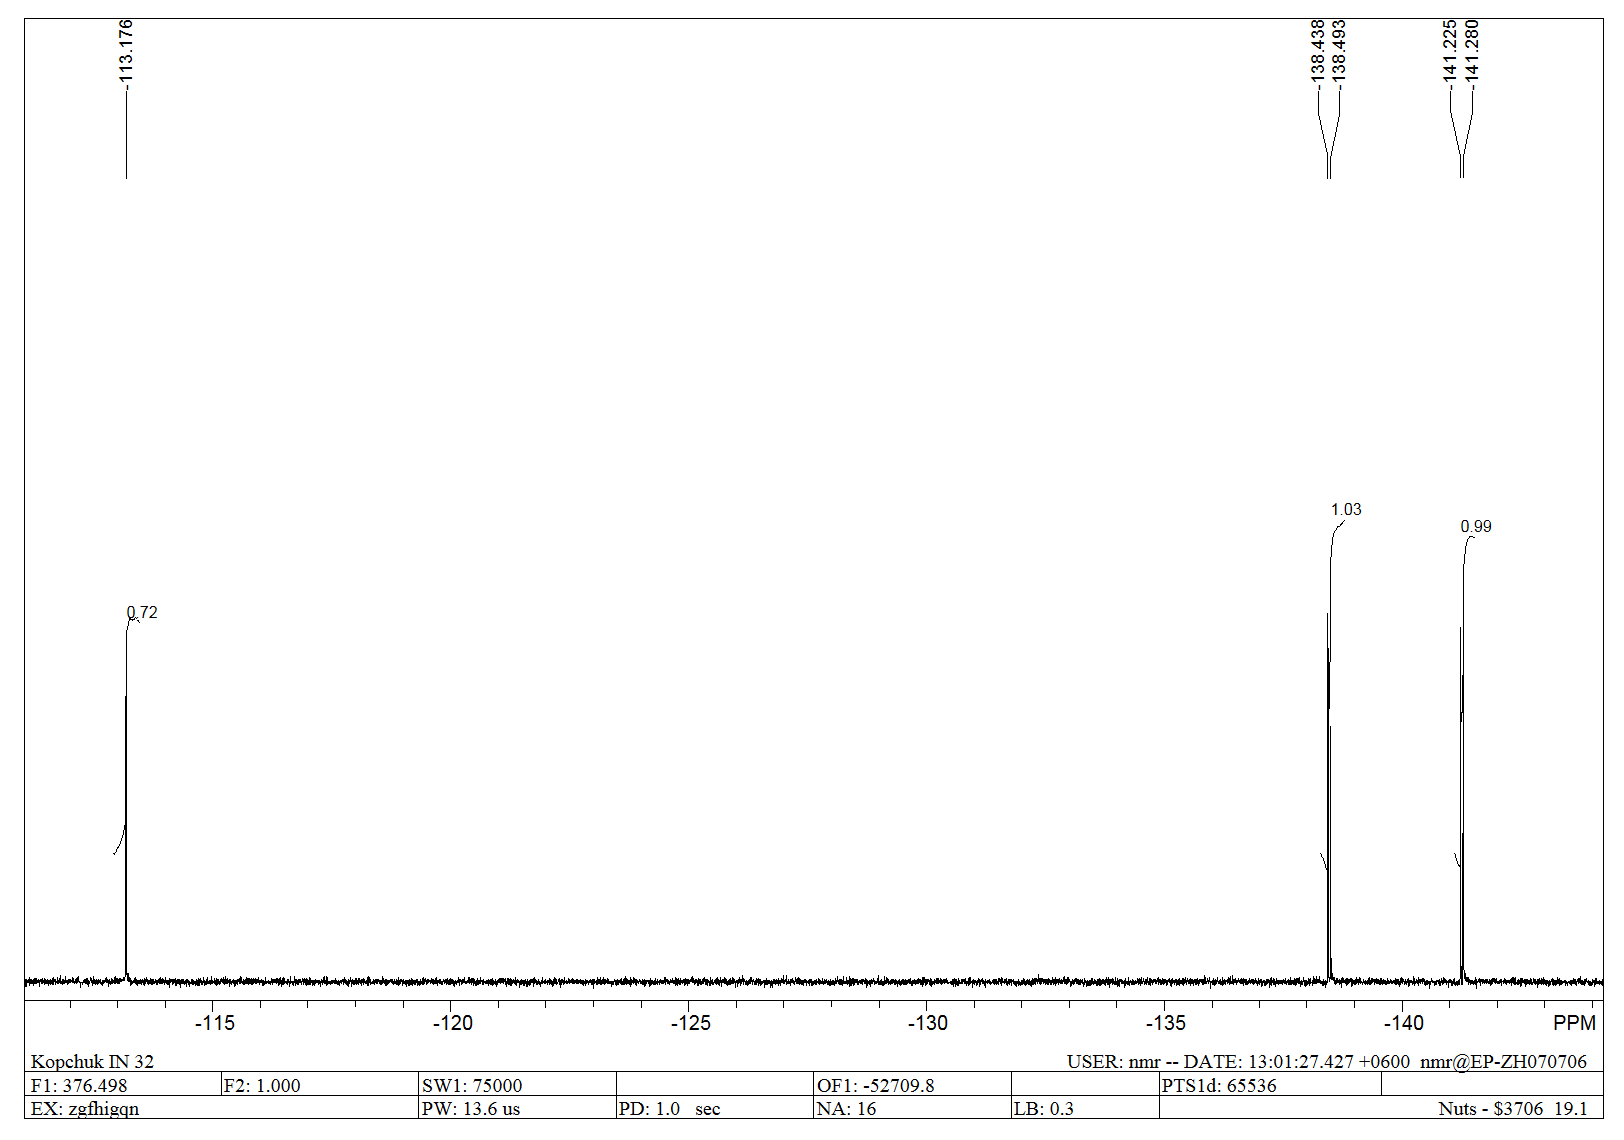 -113.176
-138.438
-138.493
-141.225
-141.280
1.03
0.99
0.72
-115 -120 -125 -130 -135 -140 PPM
Kopchuk IN 32 USER: nmr -- DATE: 13:01:27.427 +0600 nmr@EP-ZH070706
F1: 376.498 F2: 1.000 SW1: 75000 OF1: -52709.8 PTS1d: 65536
EX: zgfhigqn PW: 13.6 us PD: 1.0 sec NA: 16 LB: 0.3 Nuts - $3706 19.1